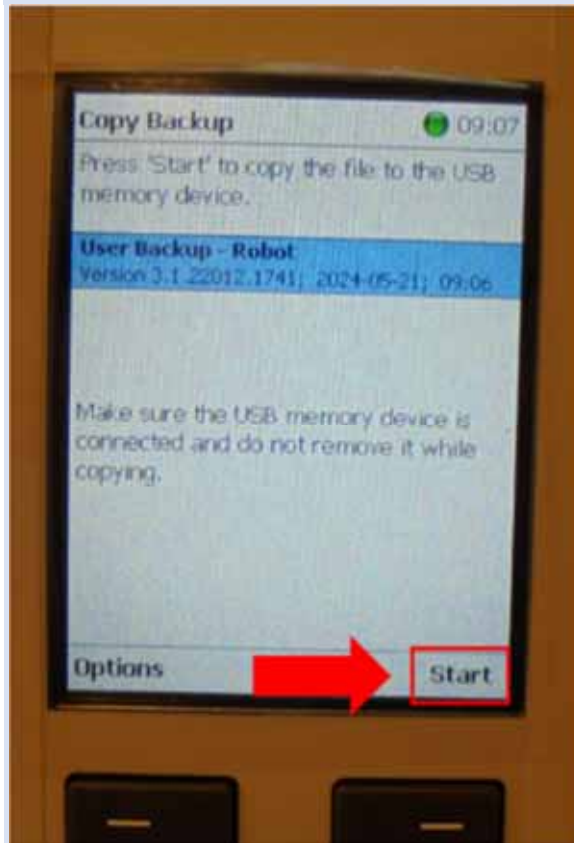 Copy Backup 09:07
Press 'Start' to copy the file to the USB
memory device.
User Backup - Robot
Version 3.1.22012.1741; 2024-05-21; 09:06
Make sure the USB memory device is
connected and do not remove it while
copying.
Options Start